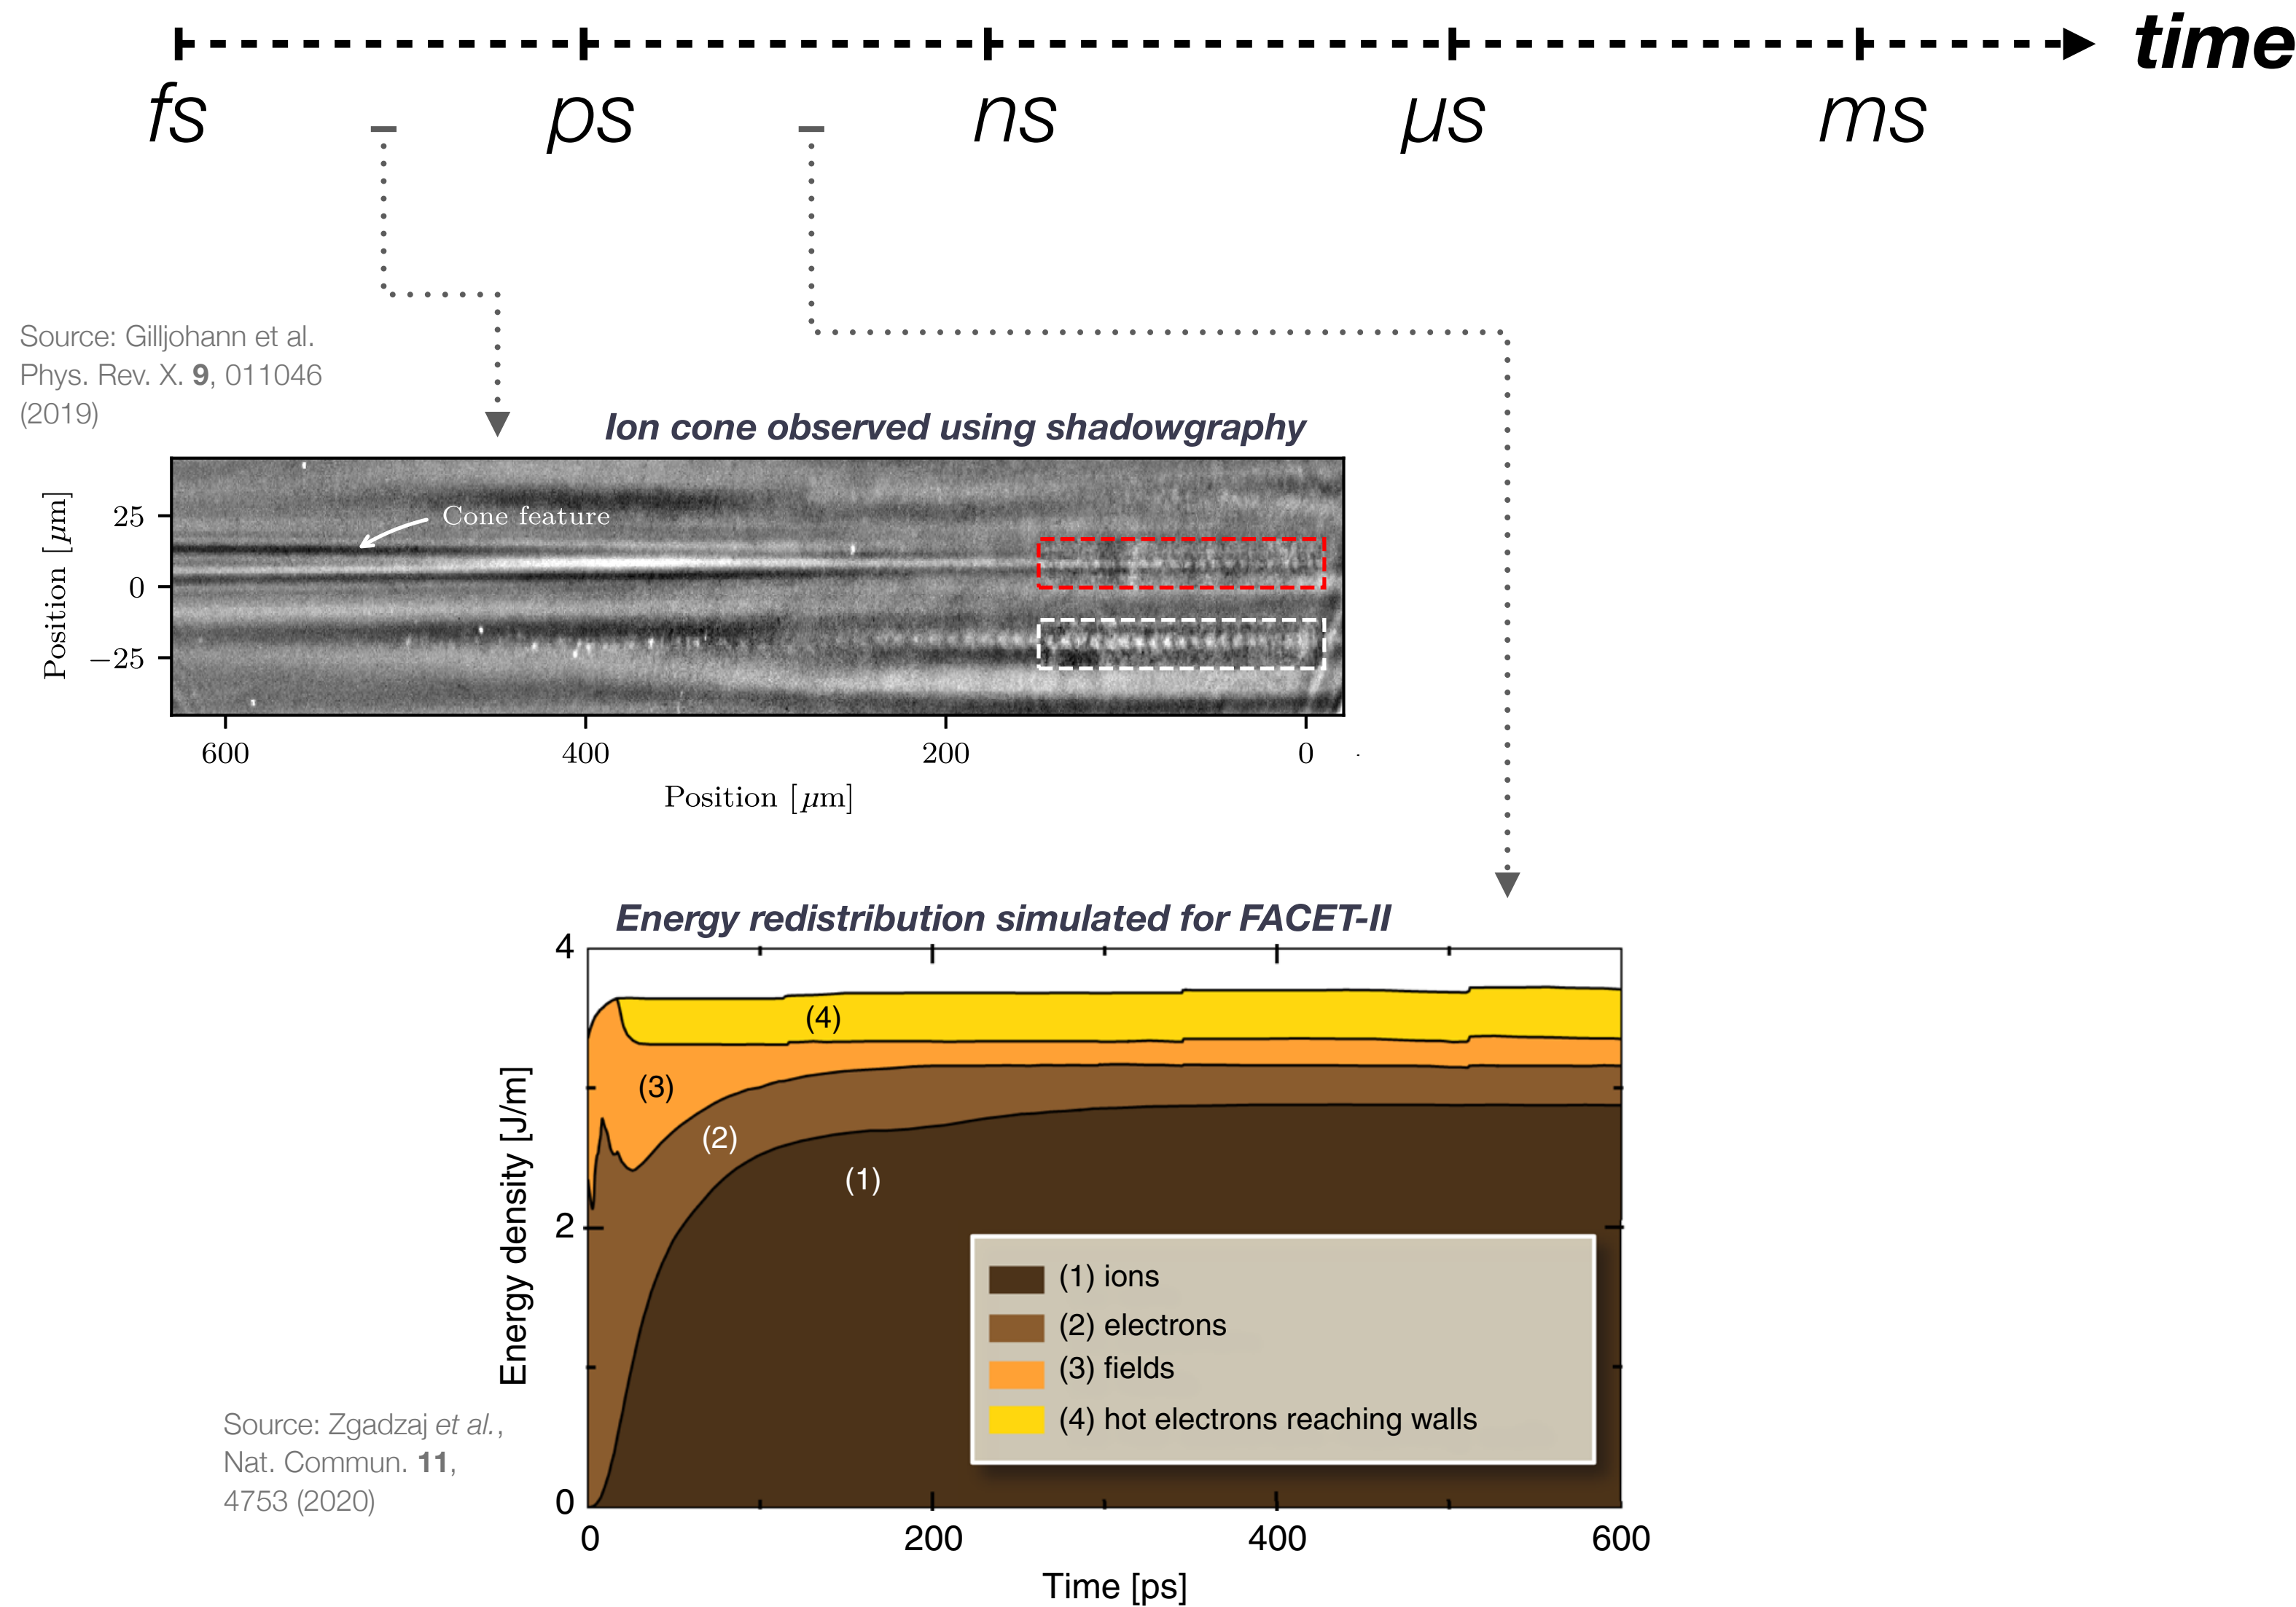 time
fs – ps – ns µs ms
Source: Gilljohann et al.
Phys. Rev. X. 9, 011046
(2019)
Ion cone observed using shadowgraphy
Cone feature
25
0
−25
Position [µm]
600 400 200 0
Position [µm]
Energy redistribution simulated for FACET-II
4
2
0
Energy density [J/m]
(4)
(3)
(2)
(1)
(1) ions
(2) electrons
(3) fields
(4) hot electrons reaching walls
Source: Zgadzaj et al.,
Nat. Commun. 11,
4753 (2020)
0 200 400 600
Time [ps]